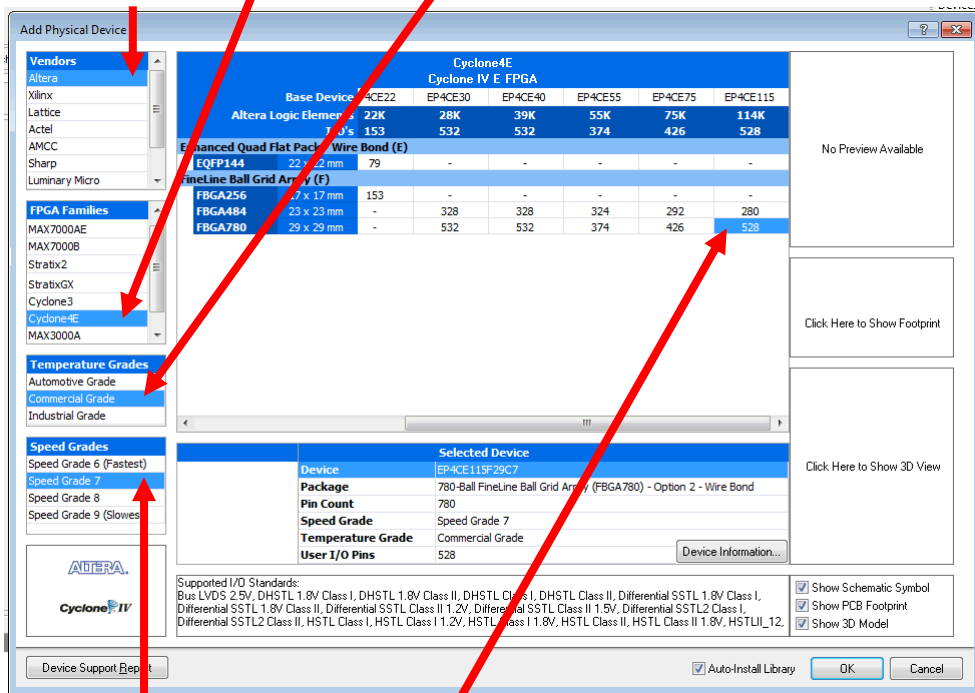 Add Physical Device
Vendors
Altera
Xilinx
Lattice
Actel
AMCC
Sharp
Luminary Micro
FPGA Families
MAX7000AE
MAX7000B
Stratix2
StratixGX
Cyclone3
Cyclone4E
MAX3000A
Temperature Grades
Automotive Grade
Commercial Grade
Industrial Grade
Speed Grades
Speed Grade 6 (Fastest)
Speed Grade 7
Speed Grade 8
Speed Grade 9 (Slowest
ALTERA.
Cyclone IV
Cyclone4E
Cyclone IV E FPGA
Base Device 4CE22 EP4CE30 EP4CE40 EP4CE55 EP4CE75 EP4CE115
Altera Logic Elements 22K 28K 39K 55K 75K 114K
I/O's 153 532 532 374 426 528
Enhanced Quad Flat Pack, Wire Bond (E)
EQFP144 22 x 22 mm 79 - - - - -
FineLine Ball Grid Array (F)
FBGA256 17 x 17 mm 153 - - - - -
FBGA484 23 x 23 mm - 328 328 324 292 280
FBGA780 29 x 29 mm - 532 532 374 426 528
Selected Device
Device EP4CE115F29C7
Package 780-Ball FineLine Ball Grid Array (FBGA780) - Option 2 - Wire Bond
Pin Count 780
Speed Grade Speed Grade 7
Temperature Grade Commercial Grade
User I/O Pins 528
Device Information...
Supported I/O Standards:
Bus LVDS 2.5V, DHSTL 1.8V Class I, DHSTL 1.8V Class II, DHSTL Class I, DHSTL Class II, Differential SSTL 1.8V Class I,
Differential SSTL 1.8V Class II, Differential SSTL Class II 1.2V, Differential SSTL Class II 1.5V, Differential SSTL2 Class I,
Differential SSTL2 Class II, HSTL Class I, HSTL Class I 1.2V, HSTL Class I 1.8V, HSTL Class II, HSTL Class II 1.8V, HSTLII_12,
No Preview Available
Click Here to Show Footprint
Click Here to Show 3D View
Show Schematic Symbol
Show PCB Footprint
Show 3D Model
Device Support Report
Auto-Install Library
OK
Cancel